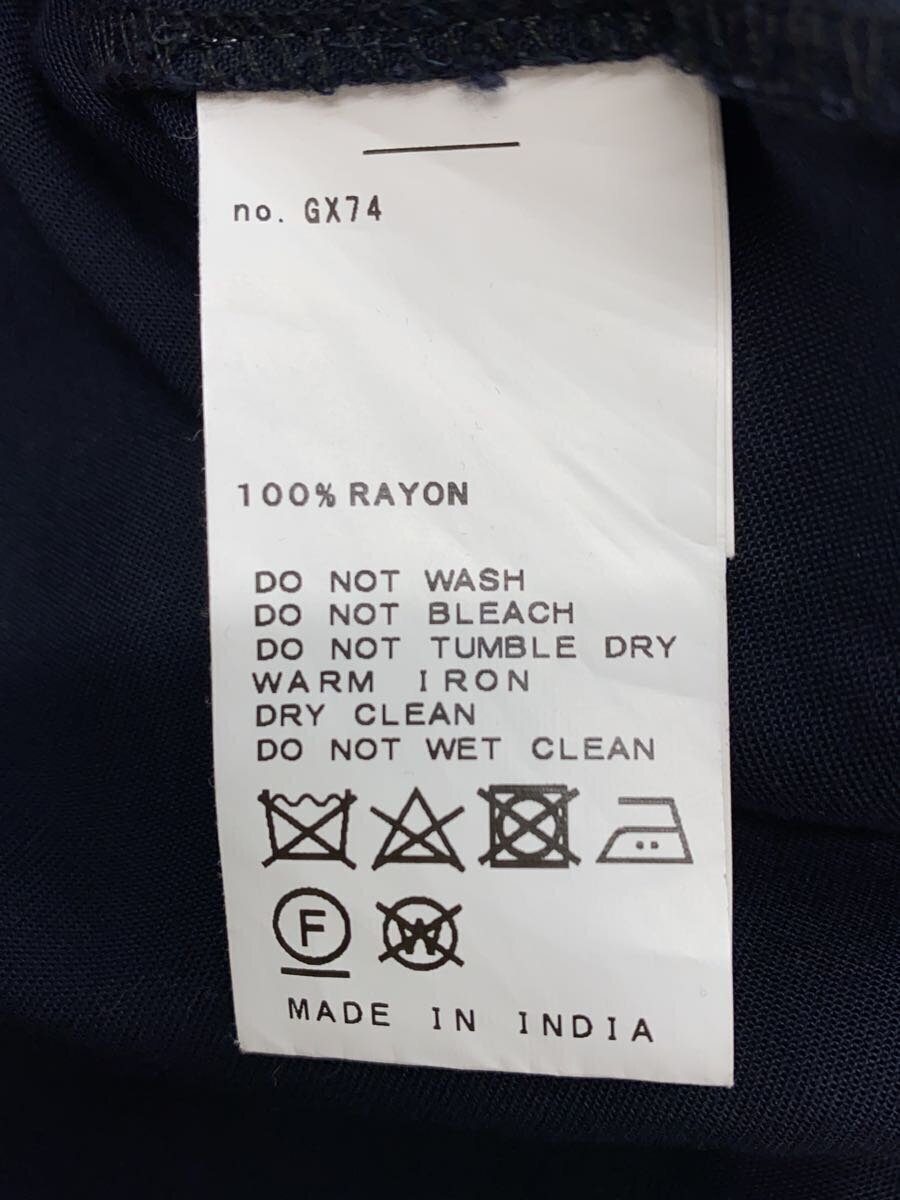 no. GX74
100% RAYON
DO NOT WASH
DO NOT BLEACH
DO NOT TUMBLE DRY
WARM IRON
DRY CLEAN
DO NOT WET CLEAN
F W
MADE IN INDIA